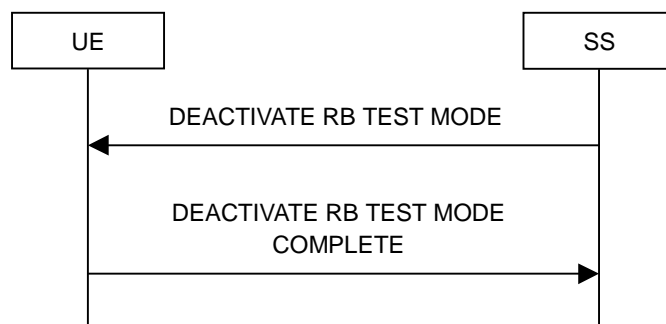 UE
SS
DEACTIVATE RB TEST MODE
DEACTIVATE RB TEST MODE
COMPLETE